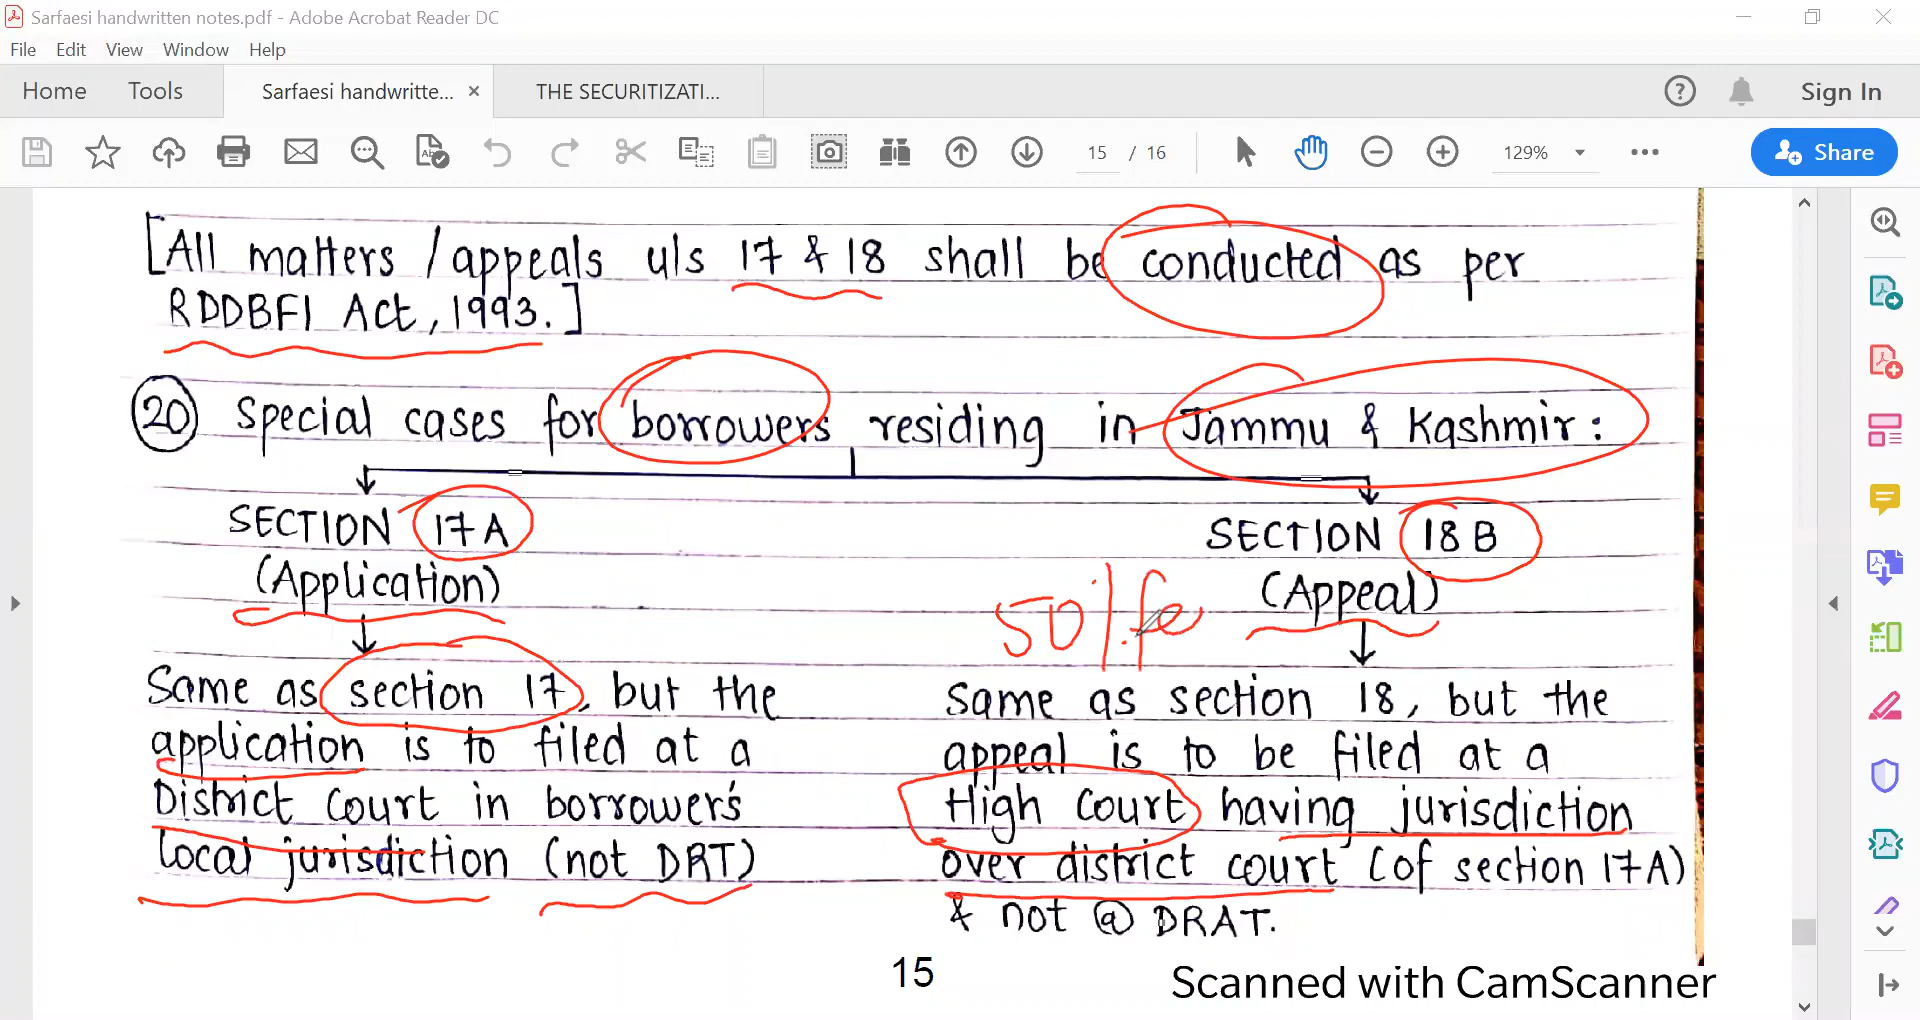 Sarfaesi handwritten notes.pdf - Adobe Acrobat Reader DC
File Edit View Window Help
Home Tools Sarfaesi handwritte... × THE SECURITIZATI... Sign In
15 / 16 129% Share
[All matters / appeals u/s 17 & 18 shall be conducted as per
RDDBFI Act, 1993.]
20 Special cases for borrowers residing in Jammu & Kashmir:
SECTION 17A
(Application)
Same as section 17, but the
application is to filed at a
District Court in borrower's
local jurisdiction (not DRT)
SECTION 18B
(Appeal)
50% fe
Same as section 18, but the
appeal is to be filed at a
High Court having jurisdiction
over district court (of section 17A)
& not @ DRAT.
15
Scanned with CamScanner